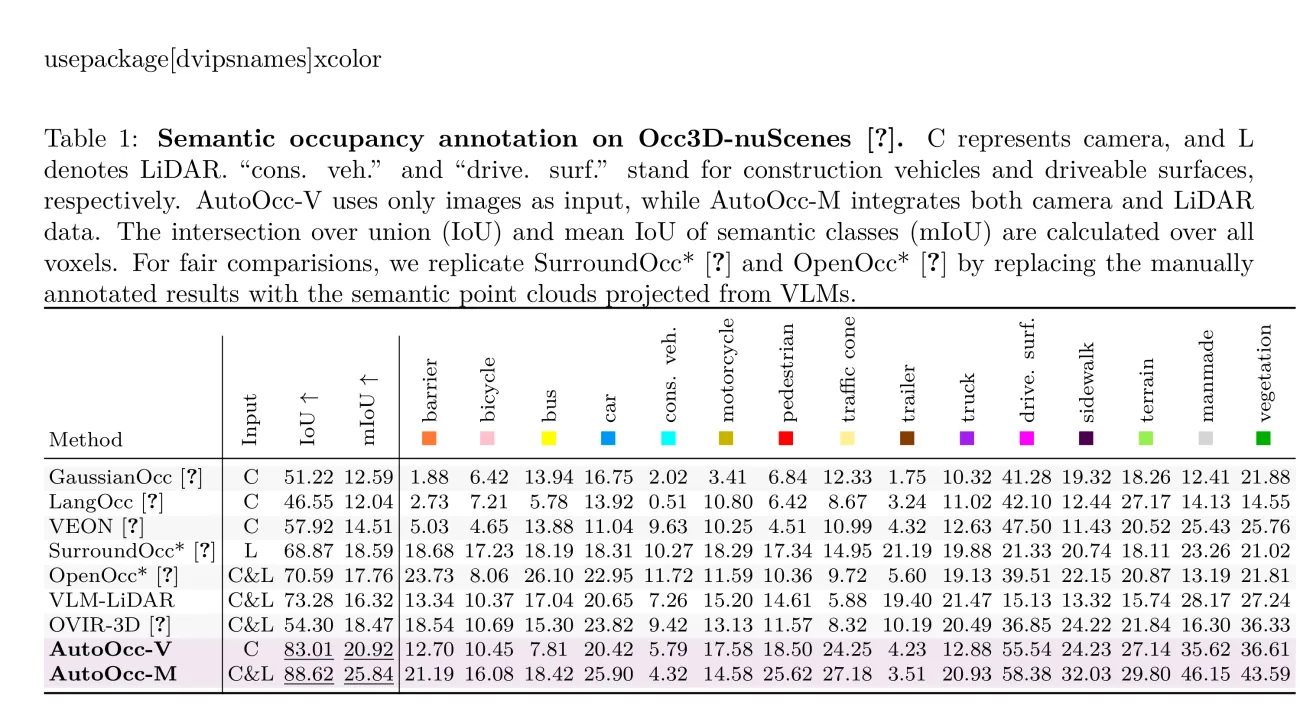 usepackage[dvipsnames]xcolor
Table 1: Semantic occupancy annotation on Occ3D-nuScenes [?]. C represents camera, and L
denotes LiDAR. “cons. veh.” and “drive. surf.” stand for construction vehicles and driveable surfaces,
respectively. AutoOcc-V uses only images as input, while AutoOcc-M integrates both camera and LiDAR
data. The intersection over union (IoU) and mean IoU of semantic classes (mIoU) are calculated over all
voxels. For fair comparisions, we replicate SurroundOcc* [?] and OpenOcc* [?] by replacing the manually
annotated results with the semantic point clouds projected from VLMs.
Method Input IoU ↑ mIoU ↑ barrier bicycle bus car cons. veh. motorcycle pedestrian traffic cone trailer truck drive. surf. sidewalk terrain manmade vegetation
GaussianOcc [?] C 51.22 12.59 1.88 6.42 13.94 16.75 2.02 3.41 6.84 12.33 1.75 10.32 41.28 19.32 18.26 12.41 21.88
LangOcc [?] C 46.55 12.04 2.73 7.21 5.78 13.92 0.51 10.80 6.42 8.67 3.24 11.02 42.10 12.44 27.17 14.13 14.55
VEON [?] C 57.92 14.51 5.03 4.65 13.88 11.04 9.63 10.25 4.51 10.99 4.32 12.63 47.50 11.43 20.52 25.43 25.76
SurroundOcc* [?] L 68.87 18.59 18.68 17.23 18.19 18.31 10.27 18.29 17.34 14.95 21.19 19.88 21.33 20.74 18.11 23.26 21.02
OpenOcc* [?] C&L 70.59 17.76 23.73 8.06 26.10 22.95 11.72 11.59 10.36 9.72 5.60 19.13 39.51 22.15 20.87 13.19 21.81
VLM-LiDAR C&L 73.28 16.32 13.34 10.37 17.04 20.65 7.26 15.20 14.61 5.88 19.40 21.47 15.13 13.32 15.74 28.17 27.24
OVIR-3D [?] C&L 54.30 18.47 18.54 10.69 15.30 23.82 9.42 13.13 11.57 8.32 10.19 20.49 36.85 24.22 21.84 16.30 36.33
AutoOcc-V C 83.01 20.92 12.70 10.45 7.81 20.42 5.79 17.58 18.50 24.25 4.23 12.88 55.54 24.23 27.14 35.62 36.61
AutoOcc-M C&L 88.62 25.84 21.19 16.08 18.42 25.90 4.32 14.58 25.62 27.18 3.51 20.93 58.38 32.03 29.80 46.15 43.59